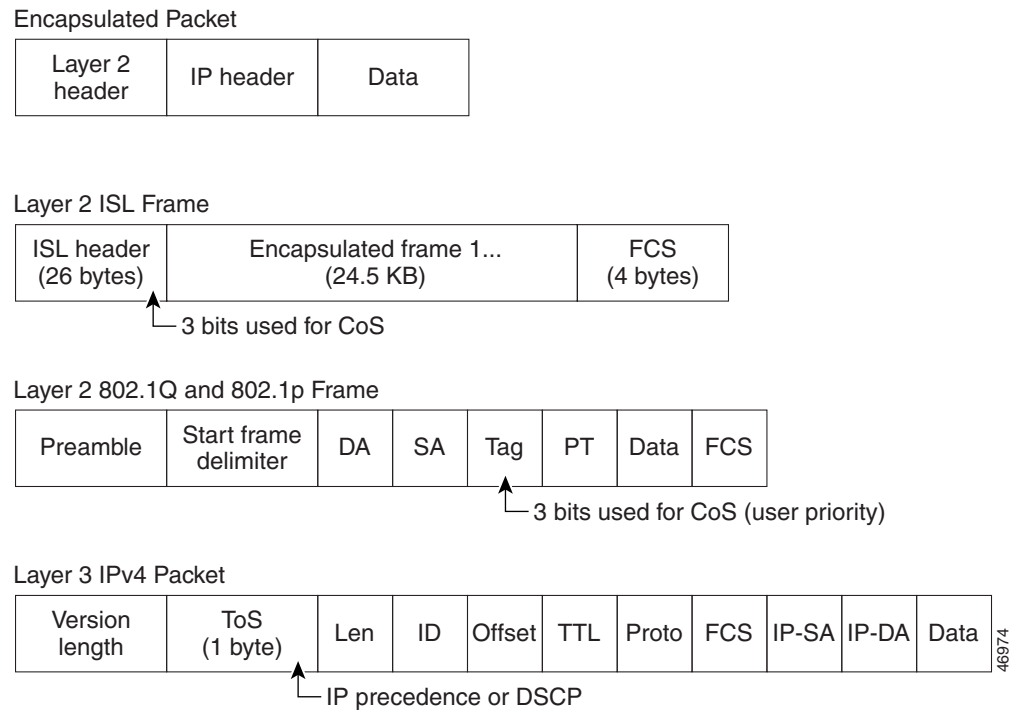 Encapsulated Packet
Layer 2
header
IP header
Data
Layer 2 ISL Frame
ISL header
(26 bytes)
Encapsulated frame 1...
(24.5 KB)
FCS
(4 bytes)
3 bits used for CoS
Layer 2 802.1Q and 802.1p Frame
Preamble
Start frame
delimiter
DA
SA
Tag
PT
Data
FCS
3 bits used for CoS (user priority)
Layer 3 IPv4 Packet
Version
length
ToS
(1 byte)
Len
ID
Offset
TTL
Proto
FCS
IP-SA
IP-DA
Data
46974
IP precedence or DSCP